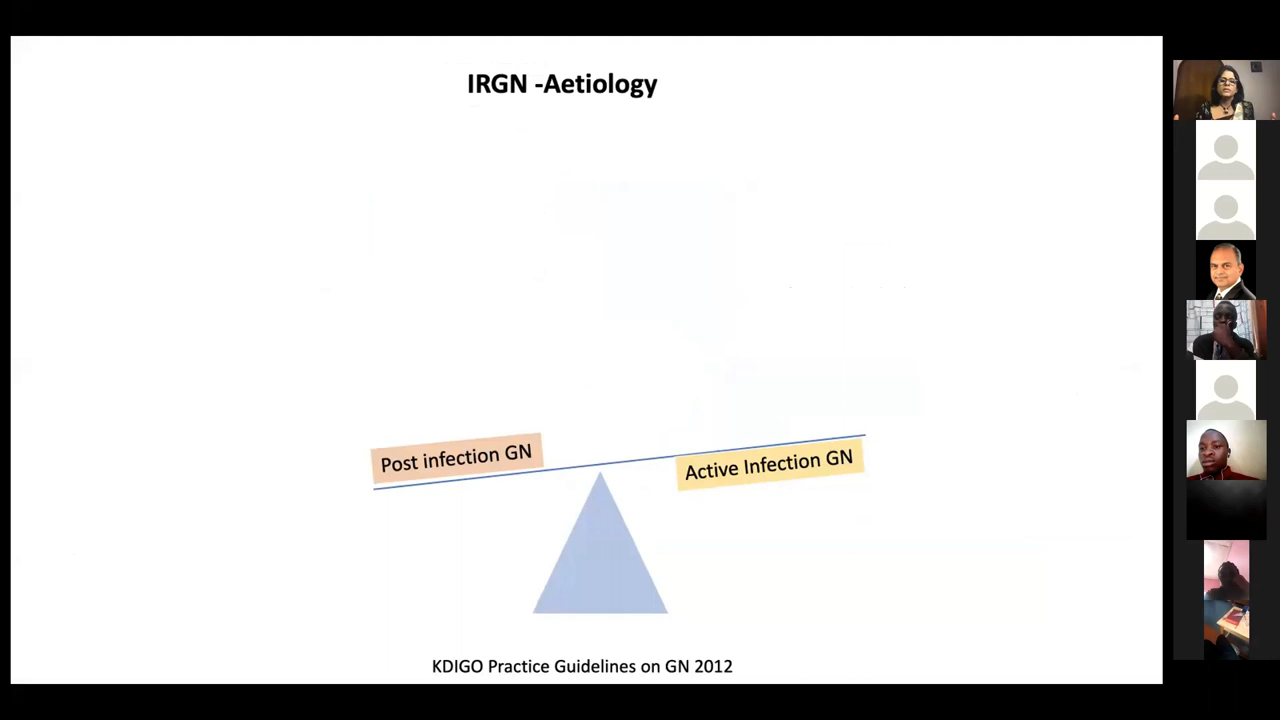 IRGN -Aetiology
Post infection GN
Active Infection GN
KDIGO Practice Guidelines on GN 2012